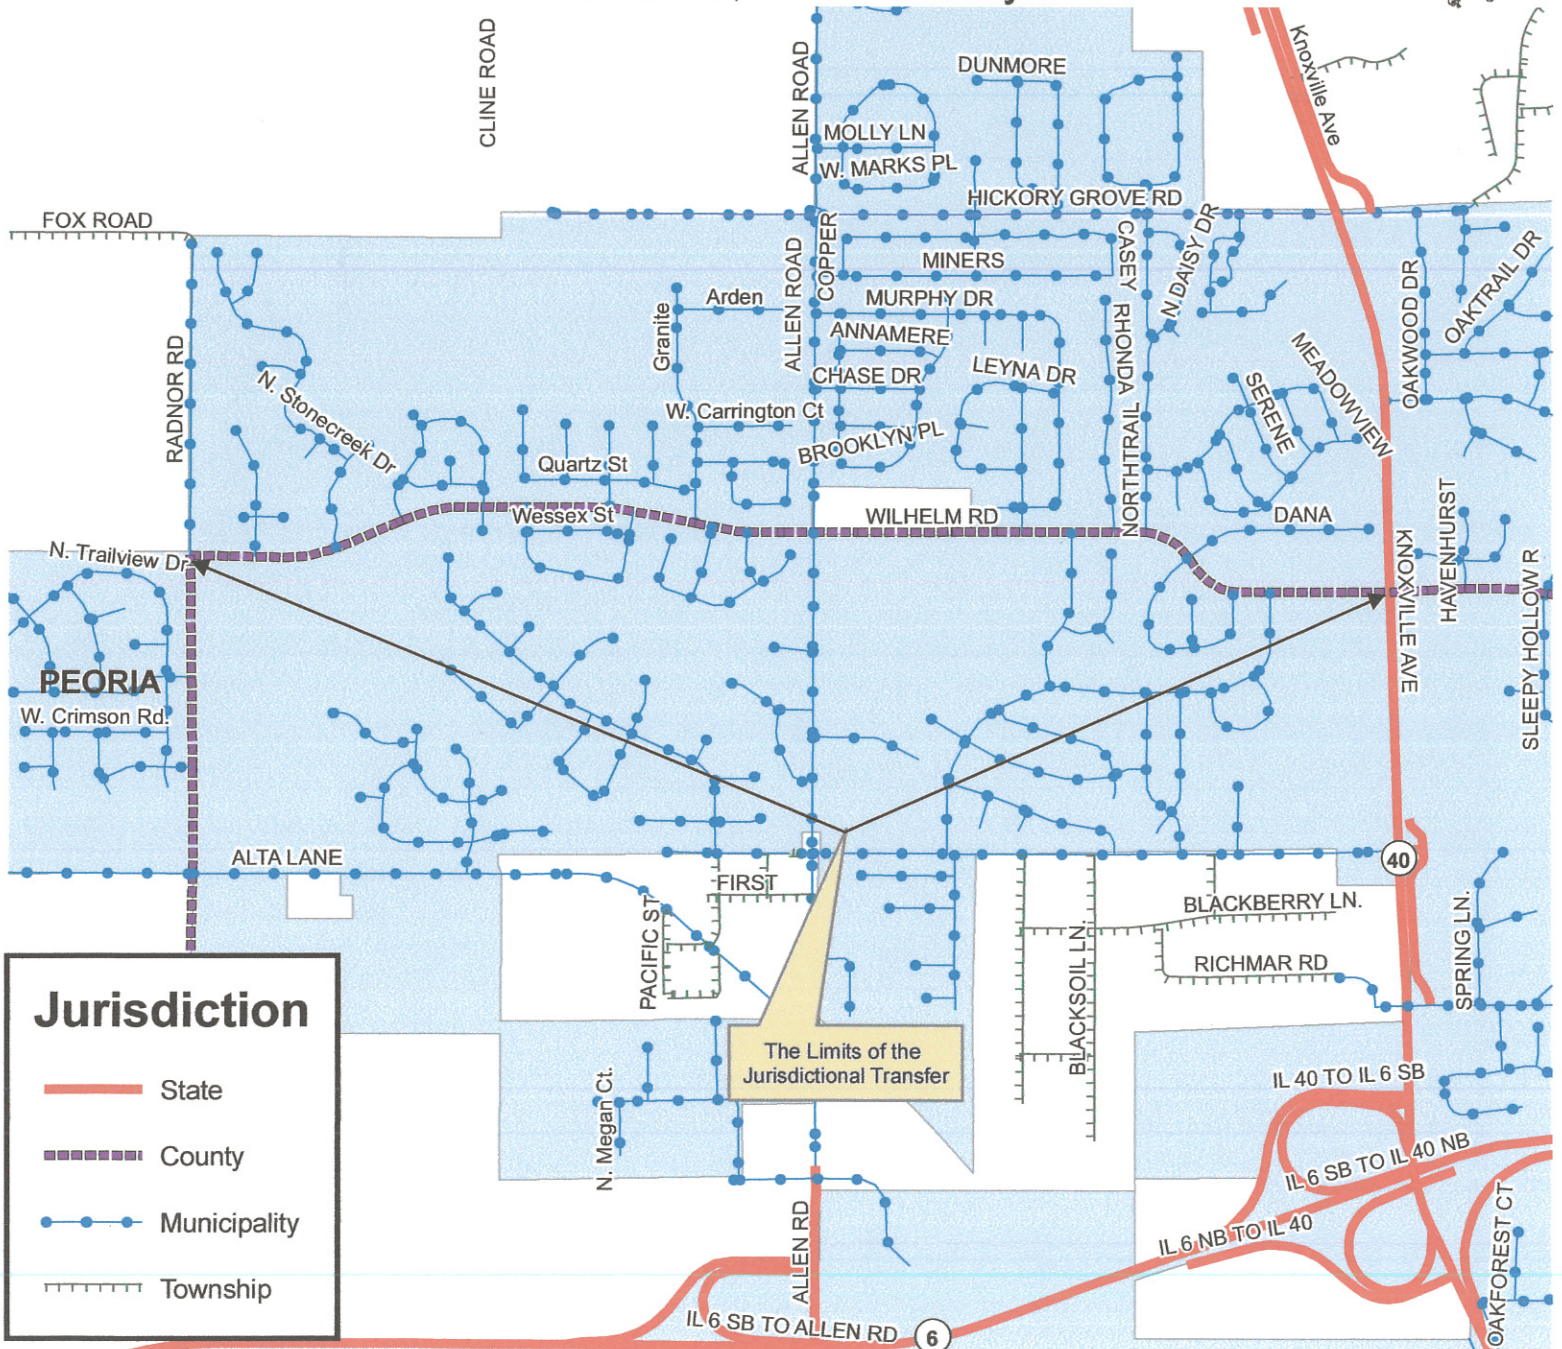 CLINE ROAD
ALLEN ROAD
DUNMORE
Knoxville Ave
MOLLY LN
W. MARKS PL
HICKORY GROVE RD
FOX ROAD
COPPER
CASEY
N DAISY DR
MINERS
OAKWOOD DR
OAKTRAIL DR
ALLEN ROAD
Arden
MURPHY DR
Granite
ANNAMERE
RHONDA
MEADOWVIEW
RADNOR RD
CHASE DR
LEYNA DR
SERENE
N. Stonecreek Dr
W. Carrington Ct
BROOKLYN PL
NORTHTRAIL
Quartz St
Wessex St
WILHELM RD
DANA
HAVENHURST
N. Trailview Dr
KNOXVILLE AVE
SLEEPY HOLLOW R
PEORIA
W. Crimson Rd.
ALTA LANE
40
FIRST
PACIFIC ST
BLACKBERRY LN.
BLACKSOIL LN.
RICHMAR RD
SPRING LN.
Jurisdiction
State
County
Municipality
Township
The Limits of the
Jurisdictional Transfer
N. Megan Ct.
IL 40 TO IL 6 SB
IL 6 SB TO IL 40 NB
IL 6 NB TO IL 40
ALLEN RD
OAKFOREST CT
IL 6 SB TO ALLEN RD
6